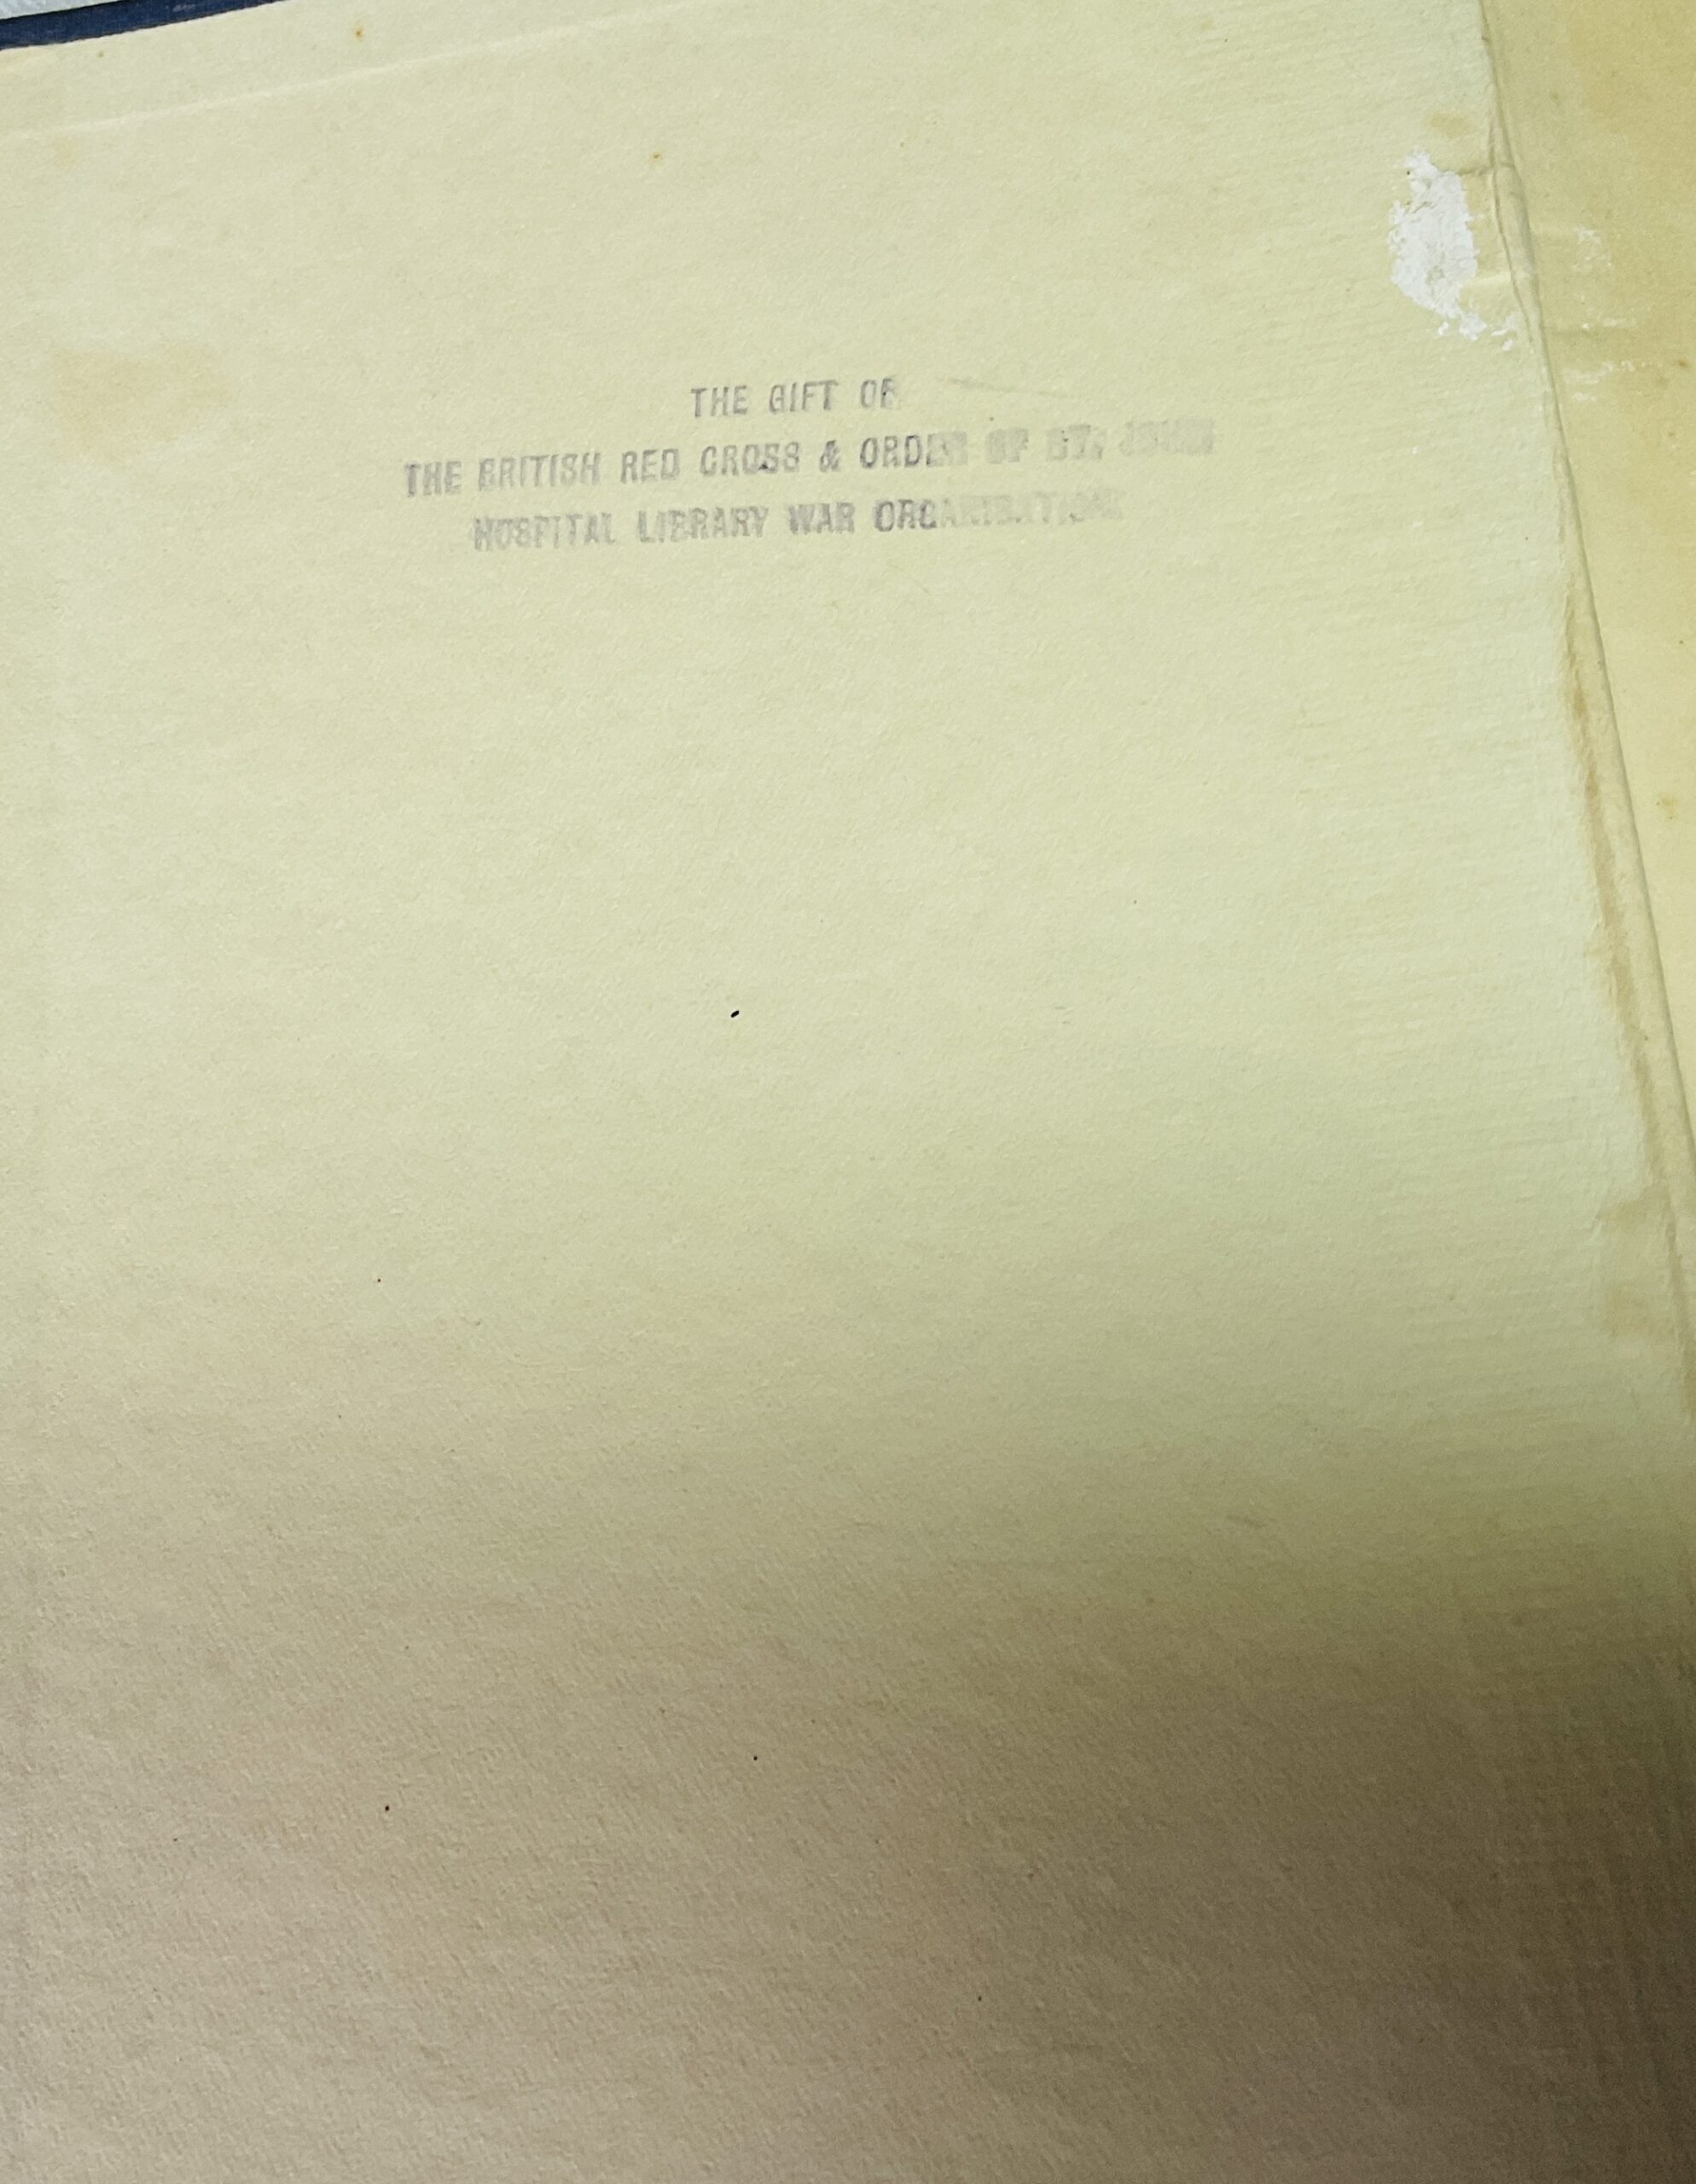 THE GIFT OF
THE BRITISH RED CROSS & ORDER OF ST. JOHN
HOSPITAL LIBRARY WAR ORGANISATION